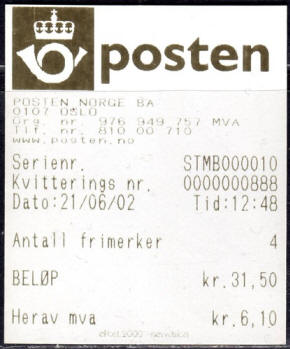 posten
POSTEN NORGE BA
0107 OSLO
Org. nr. 976 949 757 MVA
Tlf. nr. 810 00 710
www.posten.no
Serienr. STMB000010
Kvitterings nr. 0000000888
Dato:21/06/02 Tid:12:48
Antall frimerker 4
BELØP kr.31,50
Herav mva kr.6,10